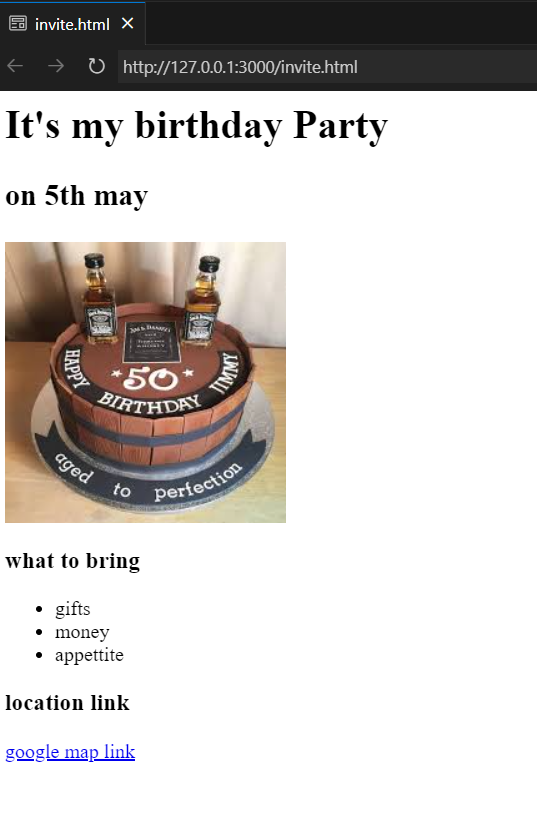 invite.html
http://127.0.0.1:3000/invite.html
It's my birthday Party
on 5th may
50
HAPPY BIRTHDAY JIMMY
aged to perfection
what to bring
gifts
money
appettite
location link
google map link